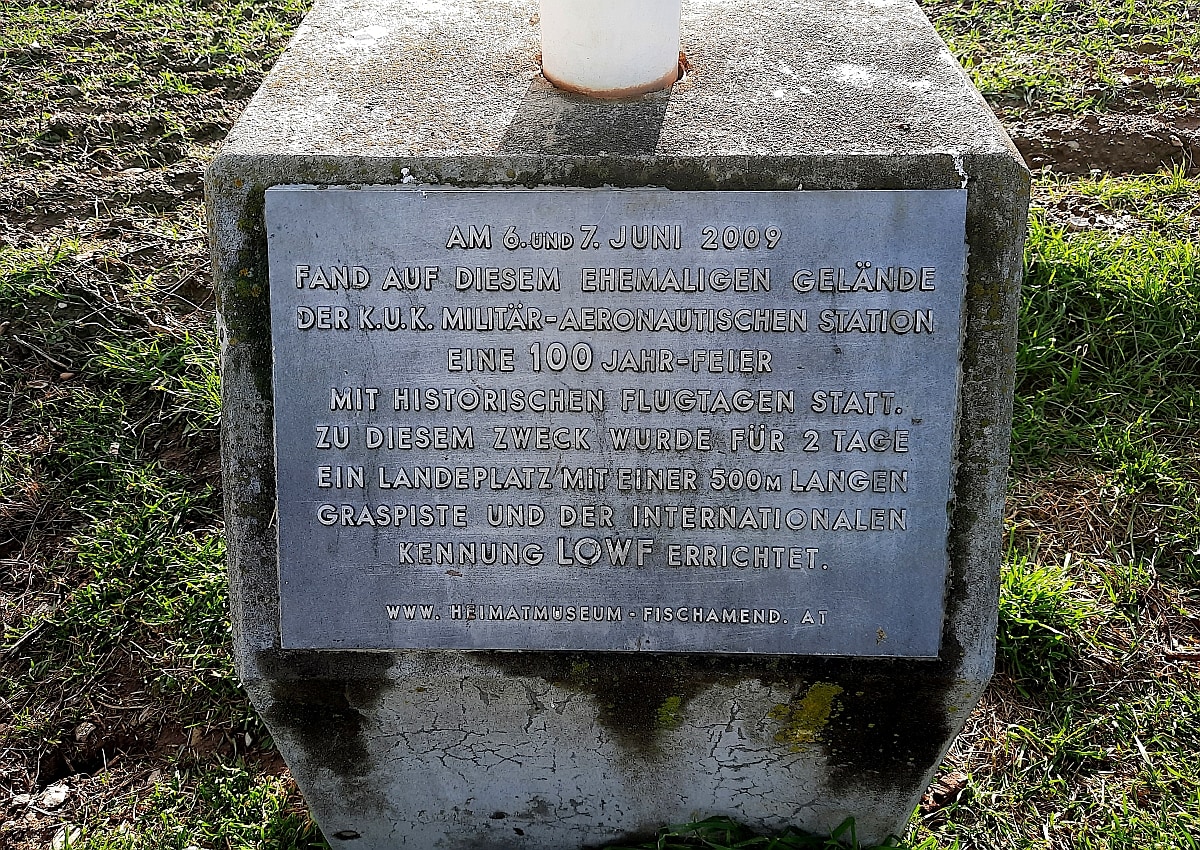 AM 6. UND 7. JUNI 2009
FAND AUF DIESEM EHEMALIGEN GELÄNDE
DER K.U.K. MILITÄR-AERONAUTISCHEN STATION
EINE 100 JAHR-FEIER
MIT HISTORISCHEN FLUGTAGEN STATT.
ZU DIESEM ZWECK WURDE FÜR 2 TAGE
EIN LANDEPLATZ MIT EINER 500M LANGEN
GRASPISTE UND DER INTERNATIONALEN
KENNUNG LOWF ERRICHTET.
WWW. HEIMATMUSEUM - FISCHAMEND. AT